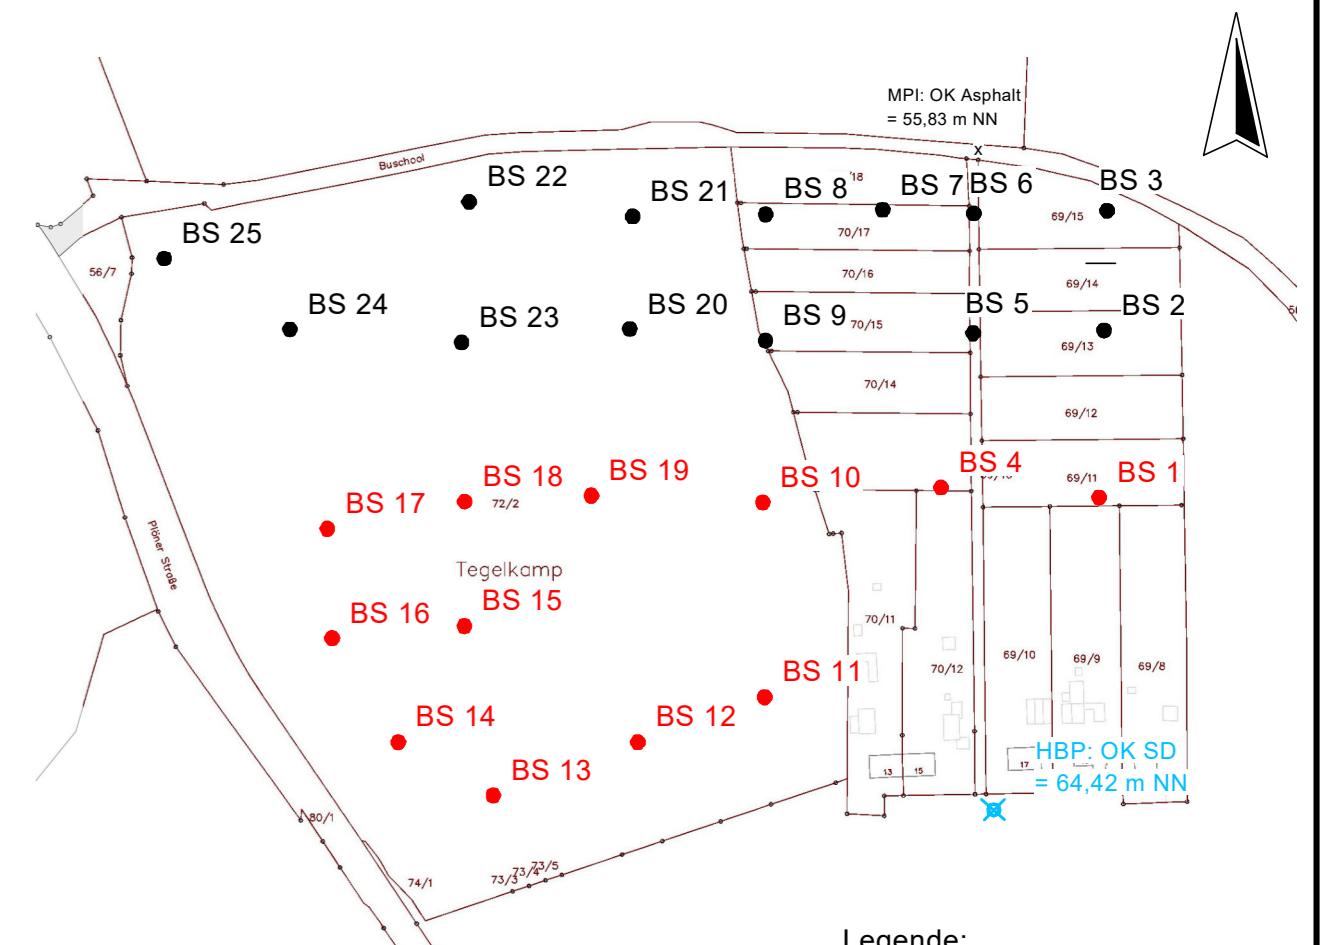 MPI: OK Asphalt
= 55,83 m NN
x
Buschool
BS 22
BS 21
BS 8
'18
BS 7
BS 6
BS 3
69/15
BS 25
70/17
56/7
70/16
69/14
BS 24
BS 23
BS 20
BS 9
70/15
BS 5
BS 2
69/13
70/14
69/12
BS 17
BS 18
72/2
BS 19
BS 10
BS 4
69/11
BS 1
Plöner Straße
Tegelkamp
BS 16
BS 15
70/11
70/12
69/10
69/9
69/8
BS 11
BS 14
BS 12
BS 13
13
15
17
HBP: OK SD
= 64,42 m NN
80/1
74/1
73/3
73/4
73/5
Legende: